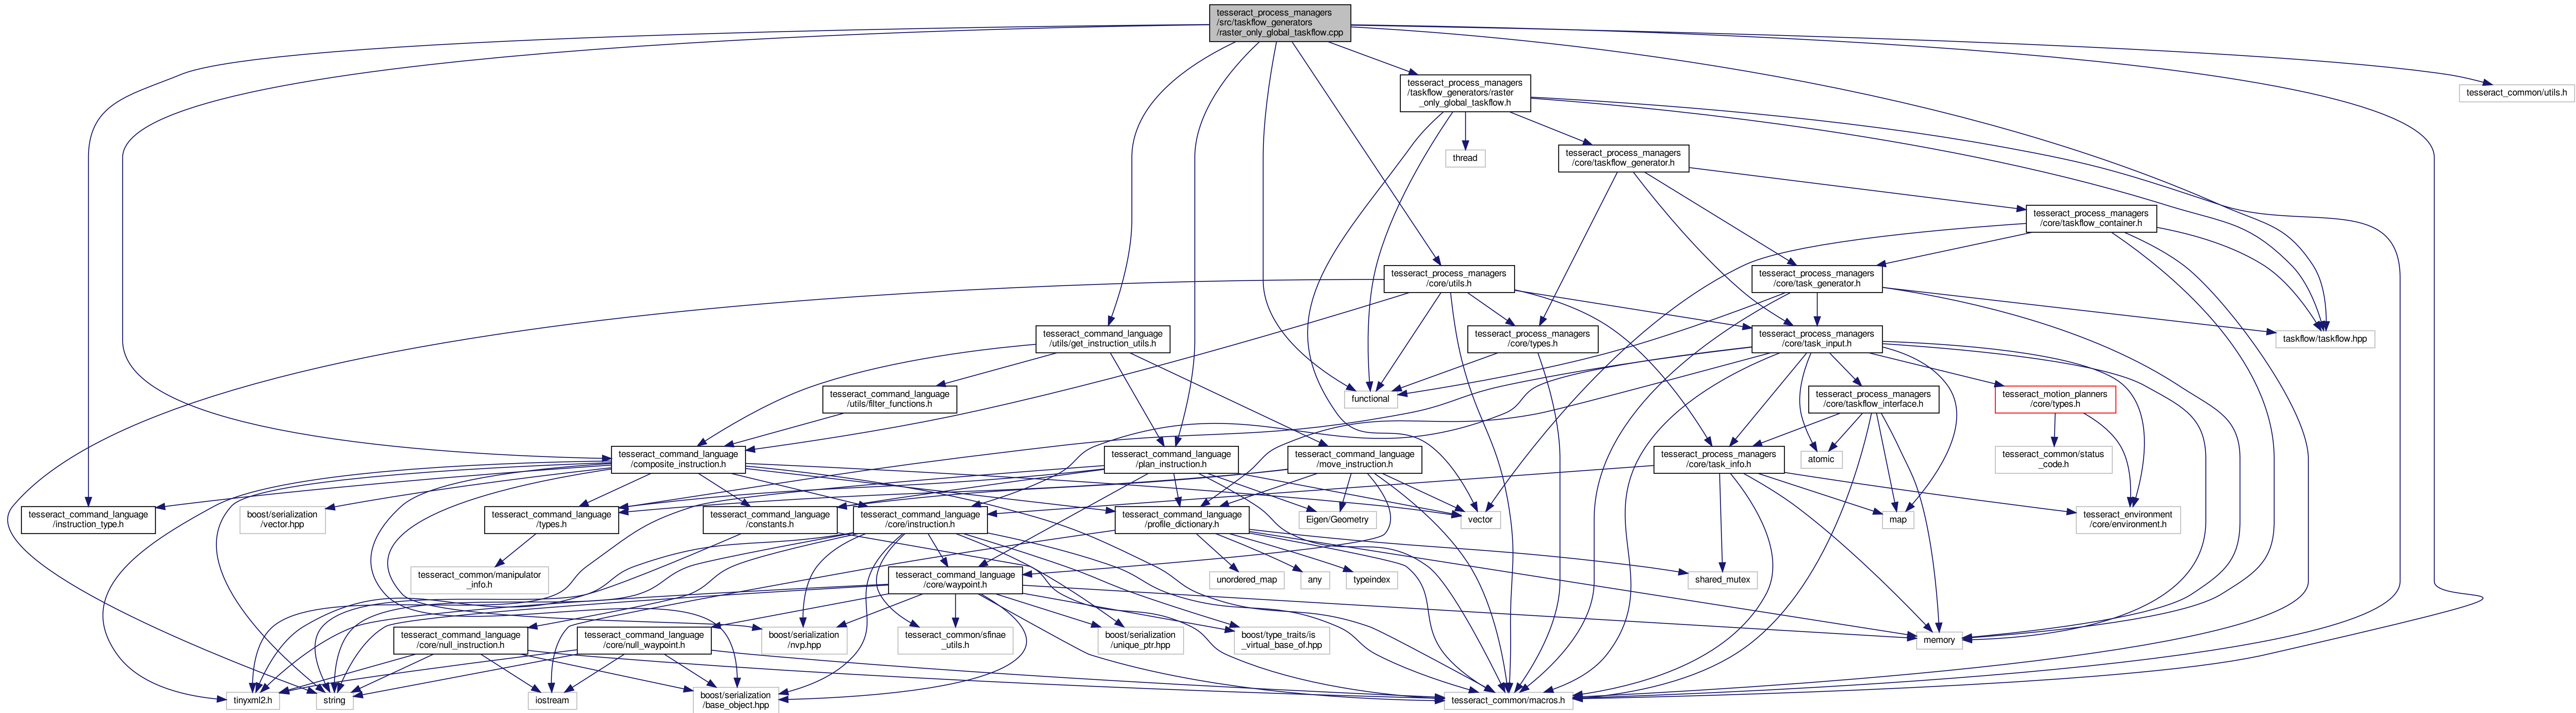 tesseract_process_managers
/src/taskflow_generators
/raster_only_global_taskflow.cpp
tesseract_process_managers
/taskflow_generators/raster
_only_global_taskflow.h
tesseract_common/utils.h
thread
tesseract_process_managers
/core/taskflow_generator.h
tesseract_process_managers
/core/taskflow_container.h
tesseract_process_managers
/core/utils.h
tesseract_process_managers
/core/task_generator.h
tesseract_command_language
/utils/get_instruction_utils.h
tesseract_process_managers
/core/types.h
tesseract_process_managers
/core/task_input.h
taskflow/taskflow.hpp
tesseract_command_language
/utils/filter_functions.h
functional
tesseract_process_managers
/core/taskflow_interface.h
tesseract_motion_planners
/core/types.h
tesseract_command_language
/composite_instruction.h
tesseract_command_language
/plan_instruction.h
tesseract_command_language
/move_instruction.h
tesseract_process_managers
/core/task_info.h
atomic
tesseract_common/status
_code.h
tesseract_command_language
/instruction_type.h
boost/serialization
/vector.hpp
tesseract_command_language
/types.h
tesseract_command_language
/constants.h
tesseract_command_language
/core/instruction.h
tesseract_command_language
/profile_dictionary.h
Eigen/Geometry
vector
map
tesseract_environment
/core/environment.h
tesseract_common/manipulator
_info.h
tesseract_command_language
/core/waypoint.h
unordered_map
any
typeindex
shared_mutex
tesseract_command_language
/core/null_instruction.h
tesseract_command_language
/core/null_waypoint.h
boost/serialization
/nvp.hpp
tesseract_common/sfinae
_utils.h
boost/serialization
/unique_ptr.hpp
boost/type_traits/is
_virtual_base_of.hpp
memory
tinyxml2.h
string
iostream
boost/serialization
/base_object.hpp
tesseract_common/macros.h